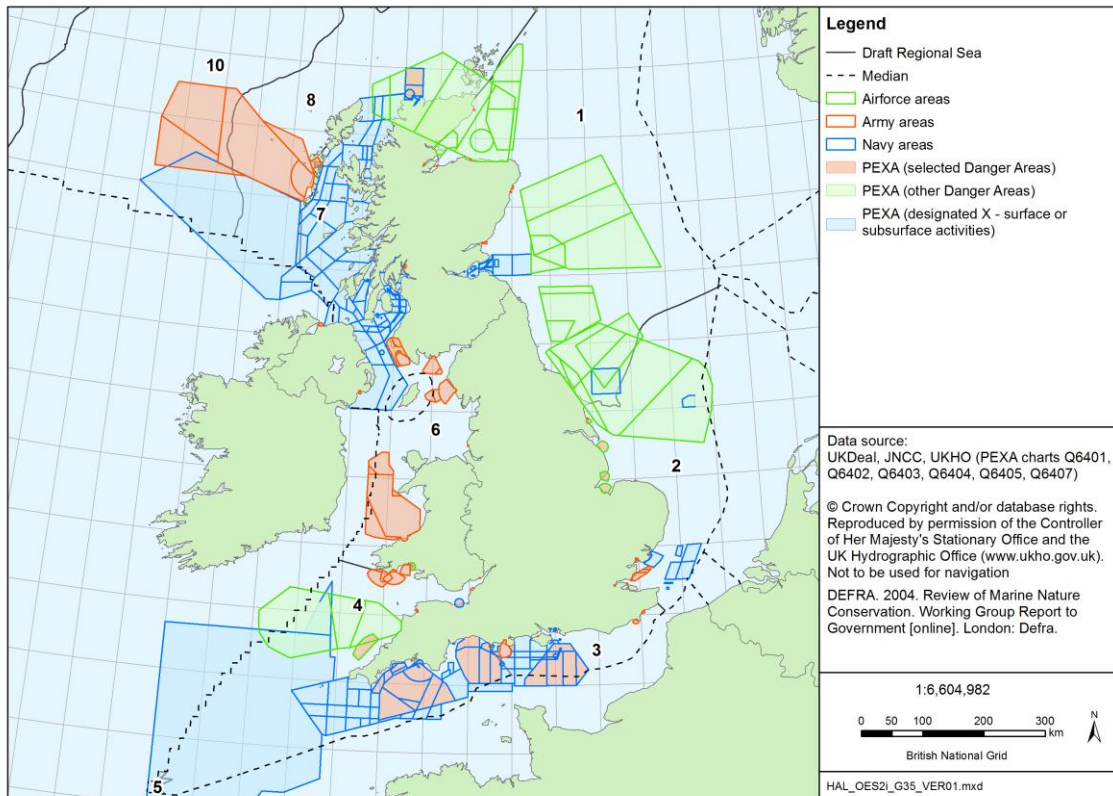 10
8
1
7
6
2
4
3
5
Legend
Draft Regional Sea
Median
Airforce areas
Army areas
Navy areas
PEXA (selected Danger Areas)
PEXA (other Danger Areas)
PEXA (designated X - surface or
subsurface activities)
Data source:
UKDeal, JNCC, UKHO (PEXA charts Q6401,
Q6402, Q6403, Q6404, Q6405, Q6407)
© Crown Copyright and/or database rights.
Reproduced by permission of the Controller
of Her Majesty's Stationary Office and the
UK Hydrographic Office (www.ukho.gov.uk).
Not to be used for navigation
DEFRA. 2004. Review of Marine Nature
Conservation. Working Group Report to
Government [online]. London: Defra.
1:6,604,982
0 50 100 200 300
km
N
British National Grid
HAL_OES2i_G35_VER01.mxd